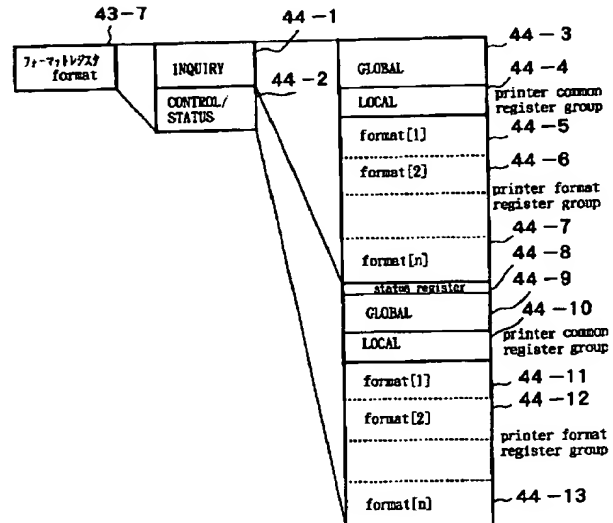 43-7
フォーマットレジスタ
format
44-1
INQUIRY
44-2
CONTROL/
STATUS
44-3
GLOBAL
44-4
LOCAL
printer common
register group
44-5
format[1]
44-6
format[2]
printer format
register group
44-7
format[n]
44-8
status register
44-9
GLOBAL
44-10
LOCAL
printer common
register group
44-11
format[1]
44-12
format[2]
printer format
register group
format[n]
44-13